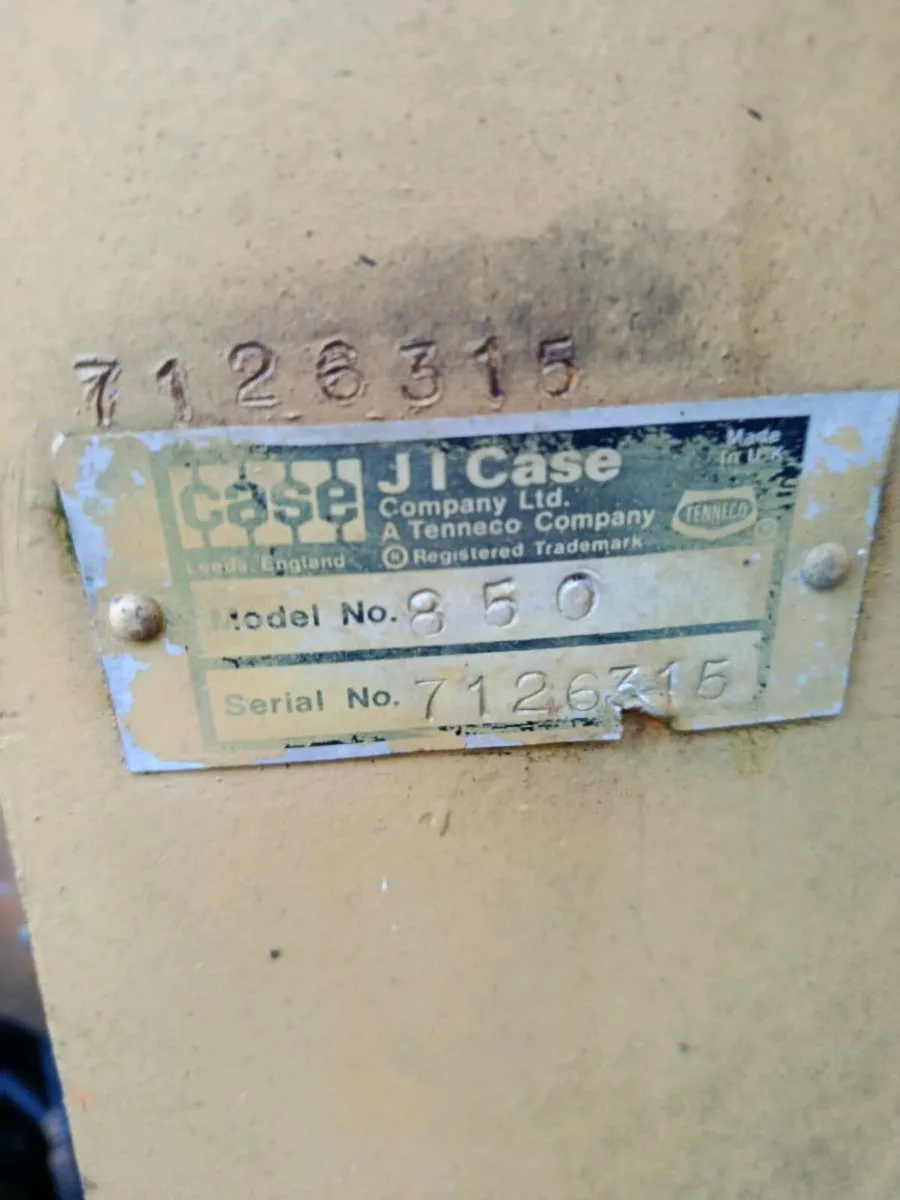 7126315
case
J I Case
Company Ltd.
A Tenneco Company
® Registered Trademark
Made
in U.K.
TENNECO
®
Leeds, England
Model No. 850
Serial No. 7126315